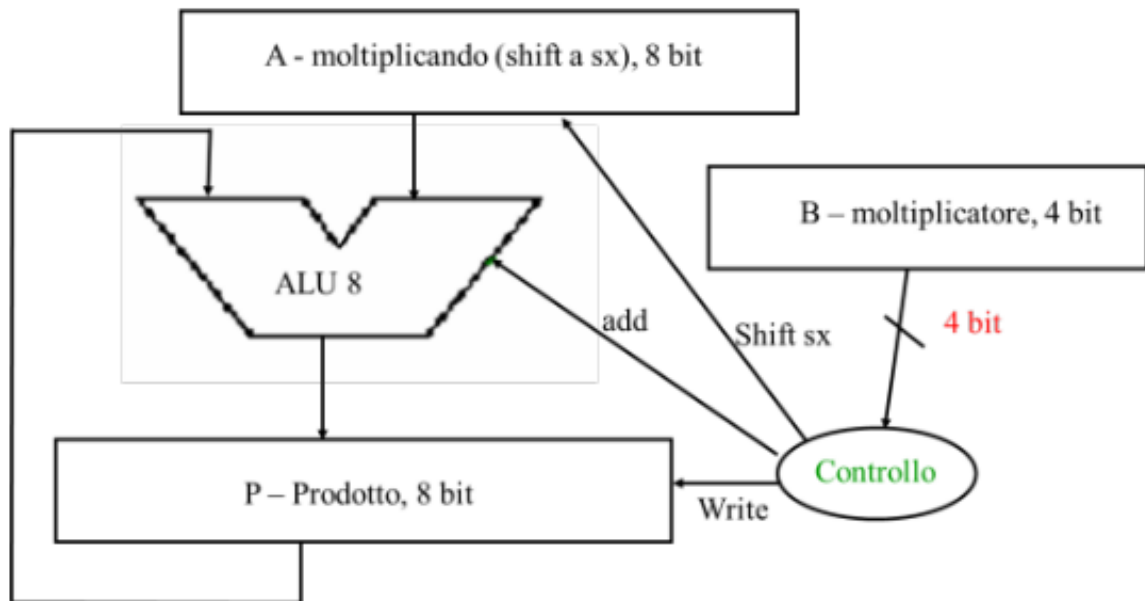 A - moltiplicando (shift a sx), 8 bit
B – moltiplicatore, 4 bit
ALU 8
add
Shift sx
4 bit
Controllo
P – Prodotto, 8 bit
Write